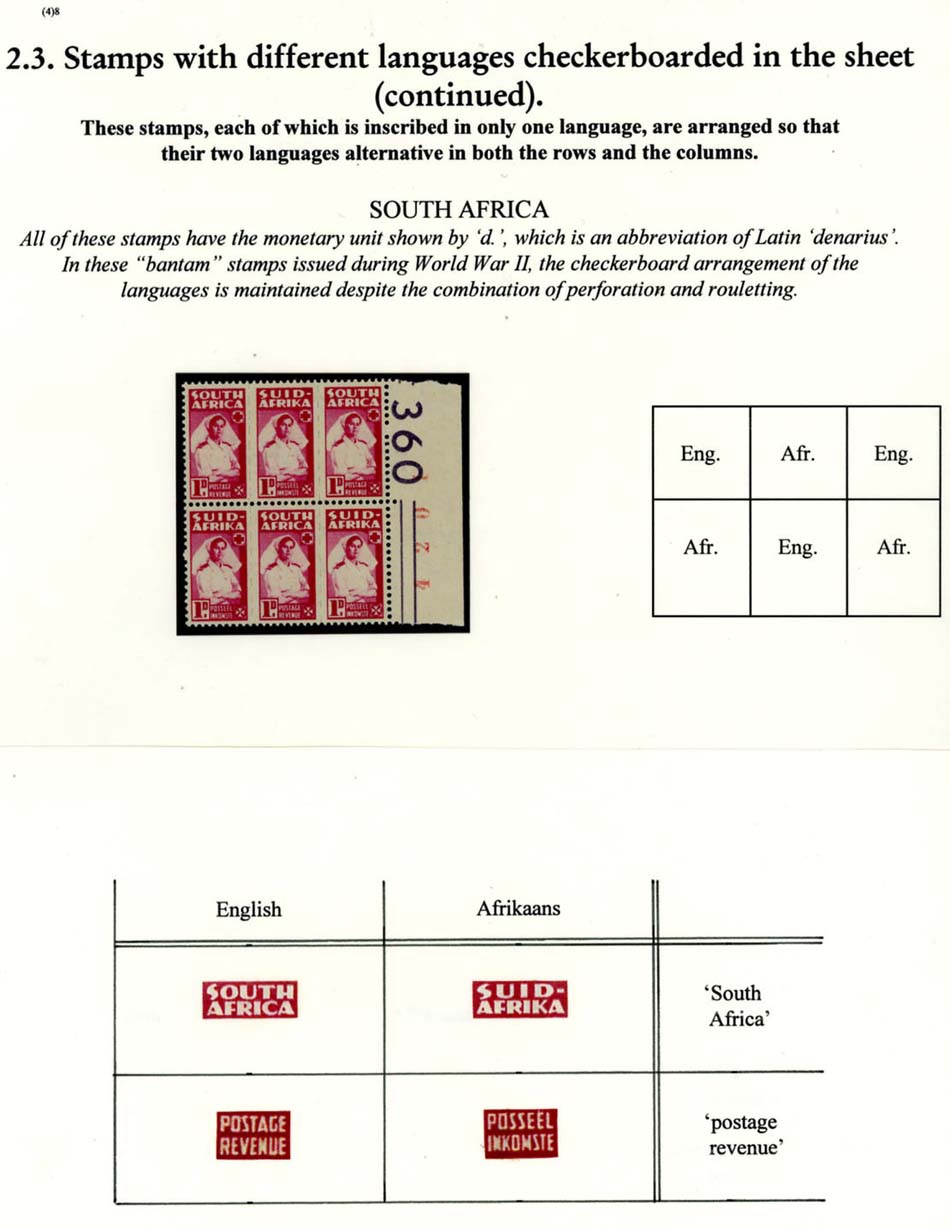 (4)8
2.3. Stamps with different languages checkerboarded in the sheet
(continued).
These stamps, each of which is inscribed in only one language, are arranged so that
their two languages alternative in both the rows and the columns.
SOUTH AFRICA
All of these stamps have the monetary unit shown by ‘d.’, which is an abbreviation of Latin ‘denarius’.
In these “bantam” stamps issued during World War II, the checkerboard arrangement of the
languages is maintained despite the combination of perforation and rouletting.
SOUTH AFRICA
1D. POSTAGE REVENUE
SUID-AFRIKA
1D. POSSEEL INKOMSTE
SOUTH AFRICA
1D. POSTAGE REVENUE
360
SUID-AFRIKA
1D. POSSEEL INKOMSTE
SOUTH AFRICA
1D. POSTAGE REVENUE
SUID-AFRIKA
1D. POSSEEL INKOMSTE
Eng. Afr. Eng.
Afr. Eng. Afr.
English Afrikaans
SOUTH
AFRICA
SUID-
AFRIKA
‘South
Africa’
POSTAGE
REVENUE
POSSEEL
INKOMSTE
‘postage
revenue’